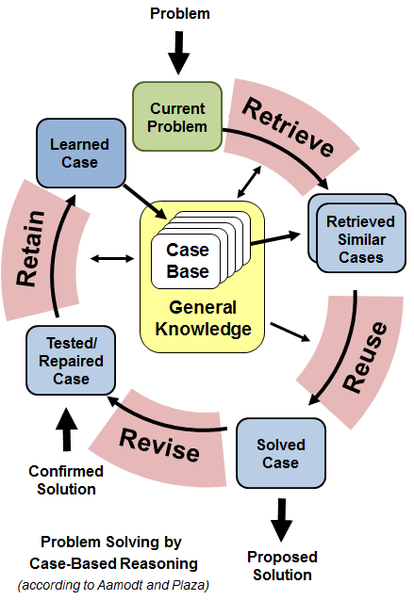 Problem
Current
Problem
Retrieve
Learned
Case
Retrieved
Similar
Cases
Case
Base
General
Knowledge
Retain
Reuse
Tested/
Repaired
Case
Revise
Solved
Case
Confirmed
Solution
Proposed
Solution
Problem Solving by
Case-Based Reasoning
(according to Aamodt and Plaza)